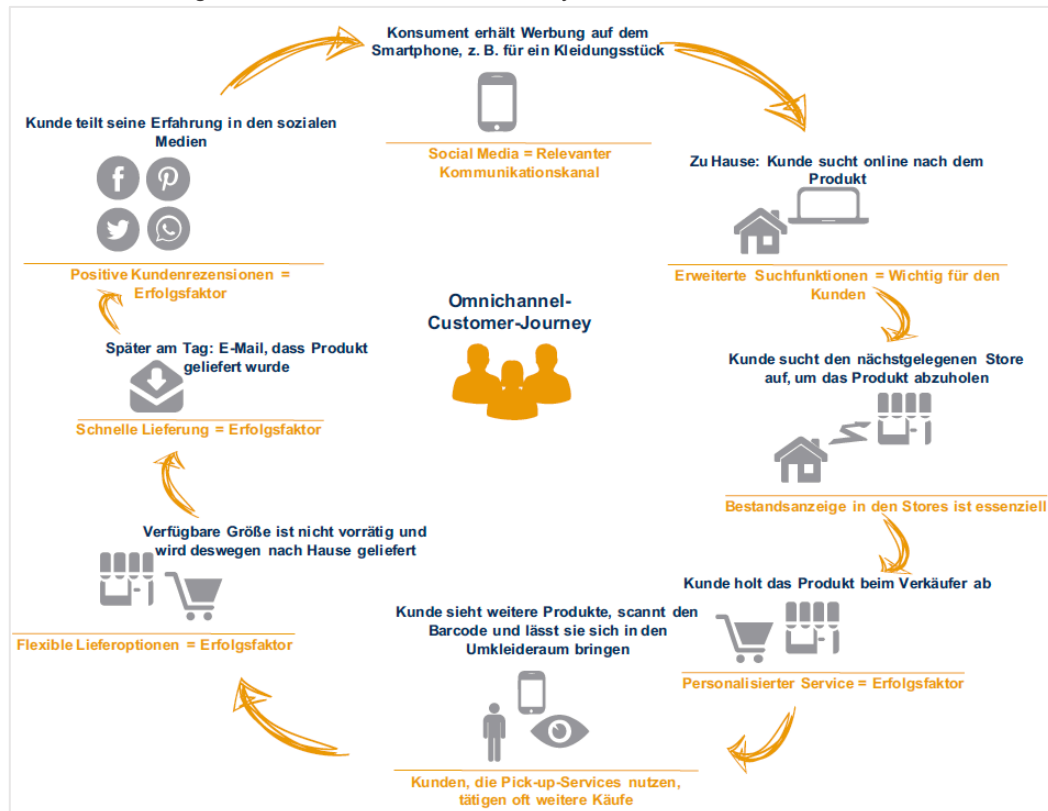 Konsument erhält Werbung auf dem
Smartphone, z. B. für ein Kleidungsstück
Social Media = Relevanter
Kommunikationskanal
Zu Hause: Kunde sucht online nach dem
Produkt
Erweiterte Suchfunktionen = Wichtig für den
Kunden
Kunde sucht den nächstgelegenen Store
auf, um das Produkt abzuholen
Bestandsanzeige in den Stores ist essenziell
Kunde holt das Produkt beim Verkäufer ab
Personalisierter Service = Erfolgsfaktor
Kunde sieht weitere Produkte, scannt den
Barcode und lässt sie sich in den
Umkleideraum bringen
Kunden, die Pick-up-Services nutzen,
tätigen oft weitere Käufe
Verfügbare Größe ist nicht vorrätig und
wird deswegen nach Hause geliefert
Flexible Lieferoptionen = Erfolgsfaktor
Später am Tag: E-Mail, dass Produkt
geliefert wurde
Schnelle Lieferung = Erfolgsfaktor
Kunde teilt seine Erfahrung in den sozialen
Medien
Positive Kundenrezensionen =
Erfolgsfaktor
Omnichannel-
Customer-Journey